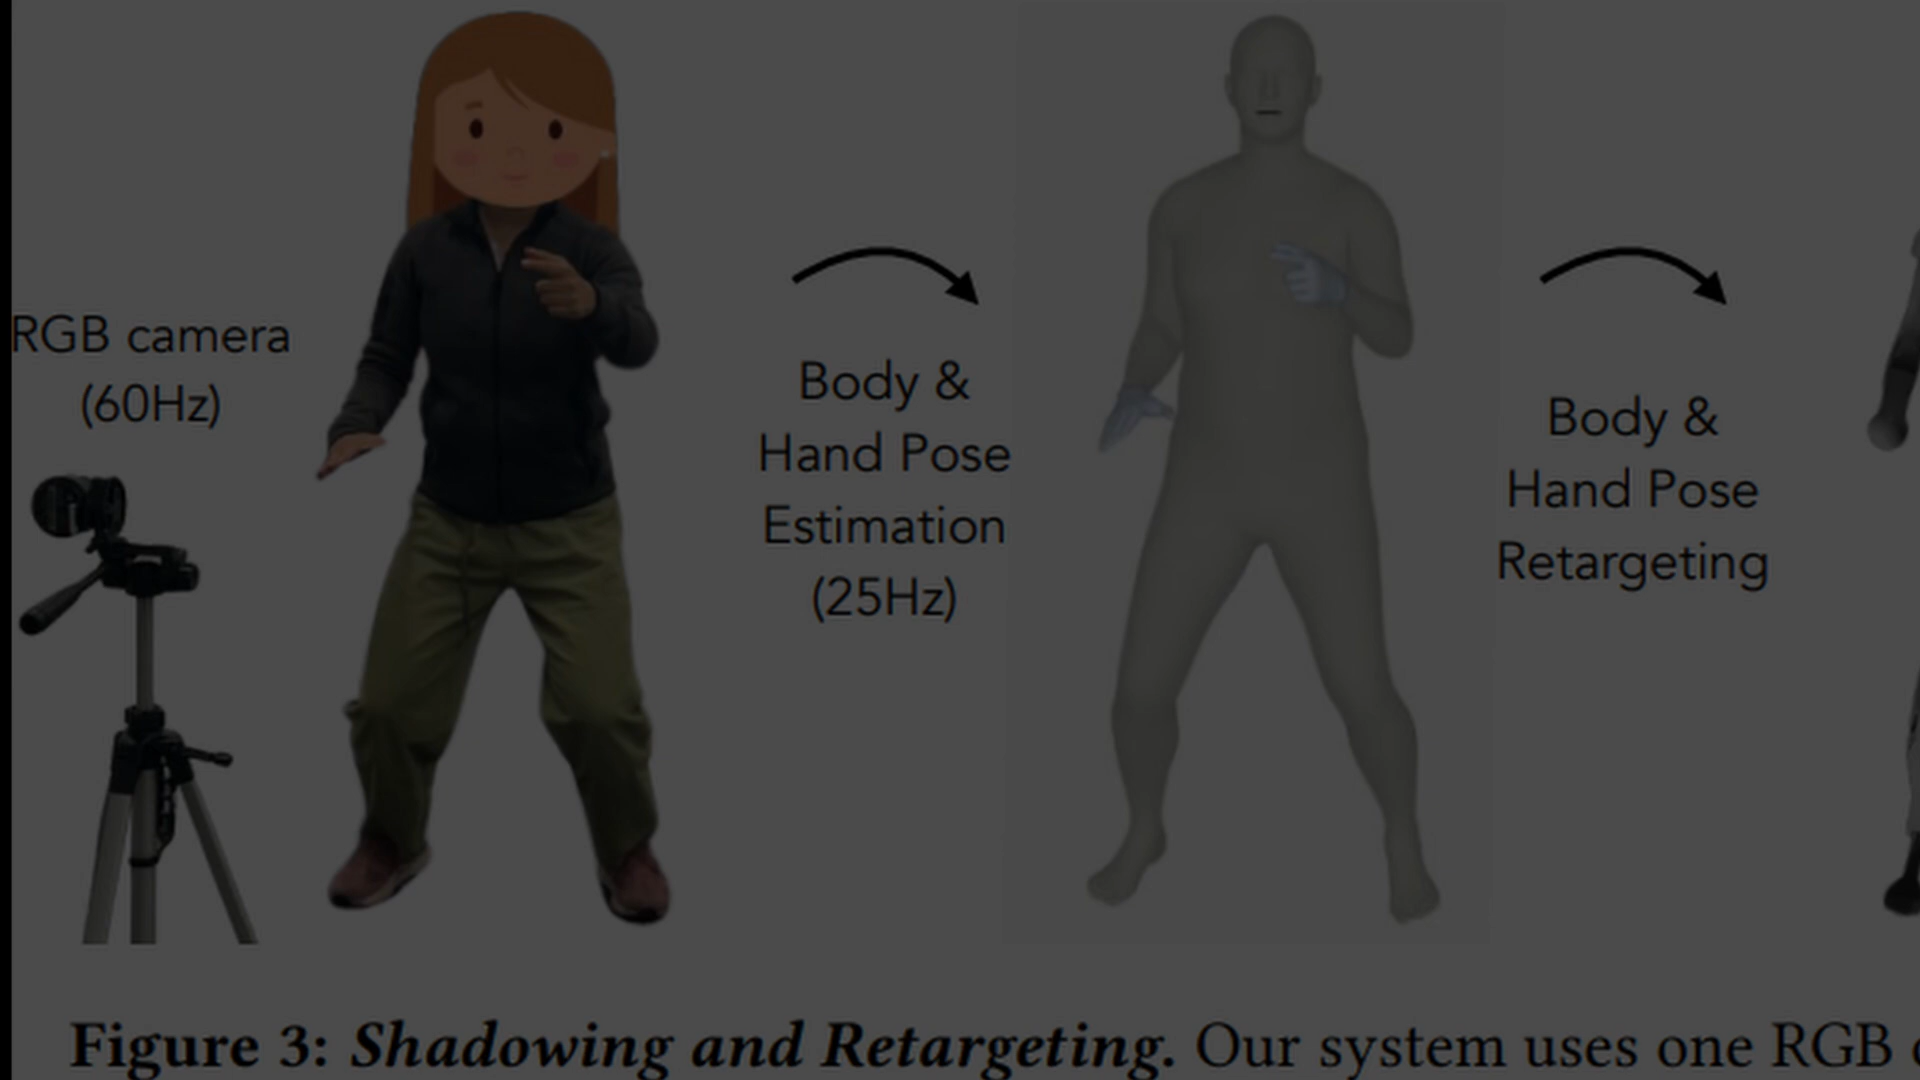 RGB camera
(60Hz)
Body &
Hand Pose
Estimation
(25Hz)
Body &
Hand Pose
Retargeting
Figure 3: Shadowing and Retargeting. Our system uses one RGB